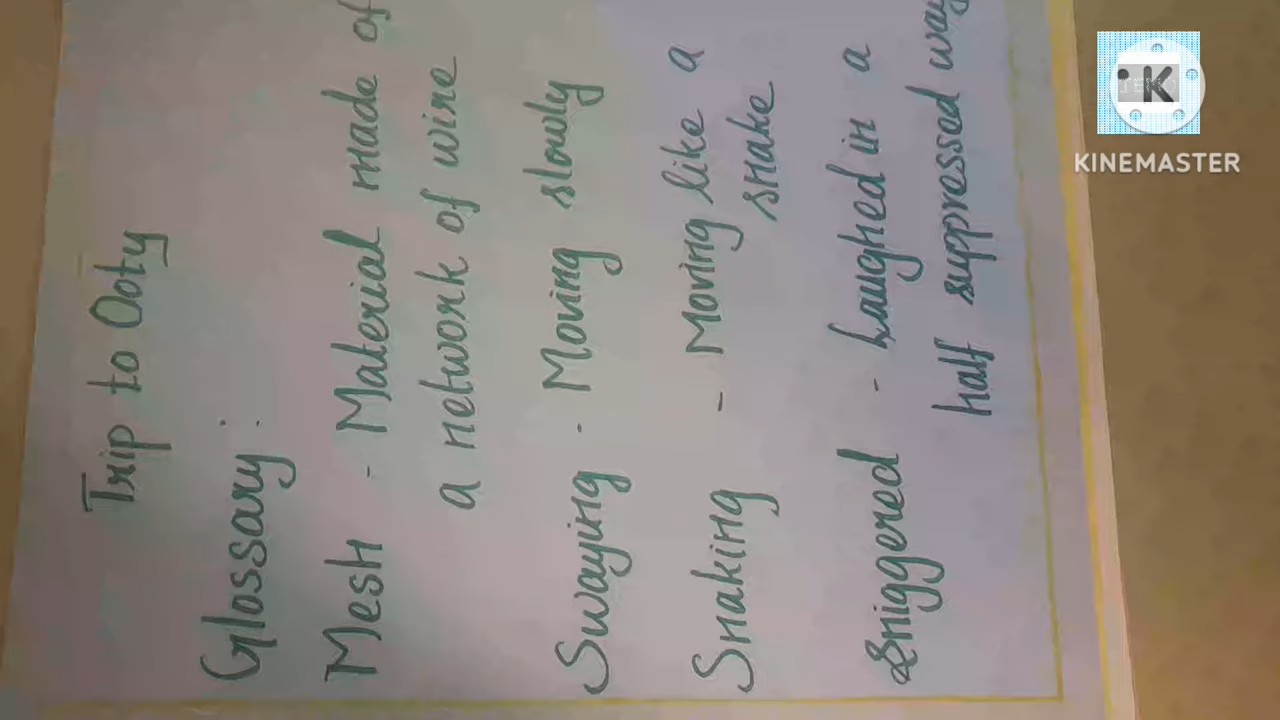 Trip to Ooty
Glossary :
Mesh - Material made of
a network of wire
Swaying - Moving slowly
Snaking - Moving like a
snake
Sniggered - Laughed in a
half suppressed way
KINEMASTER